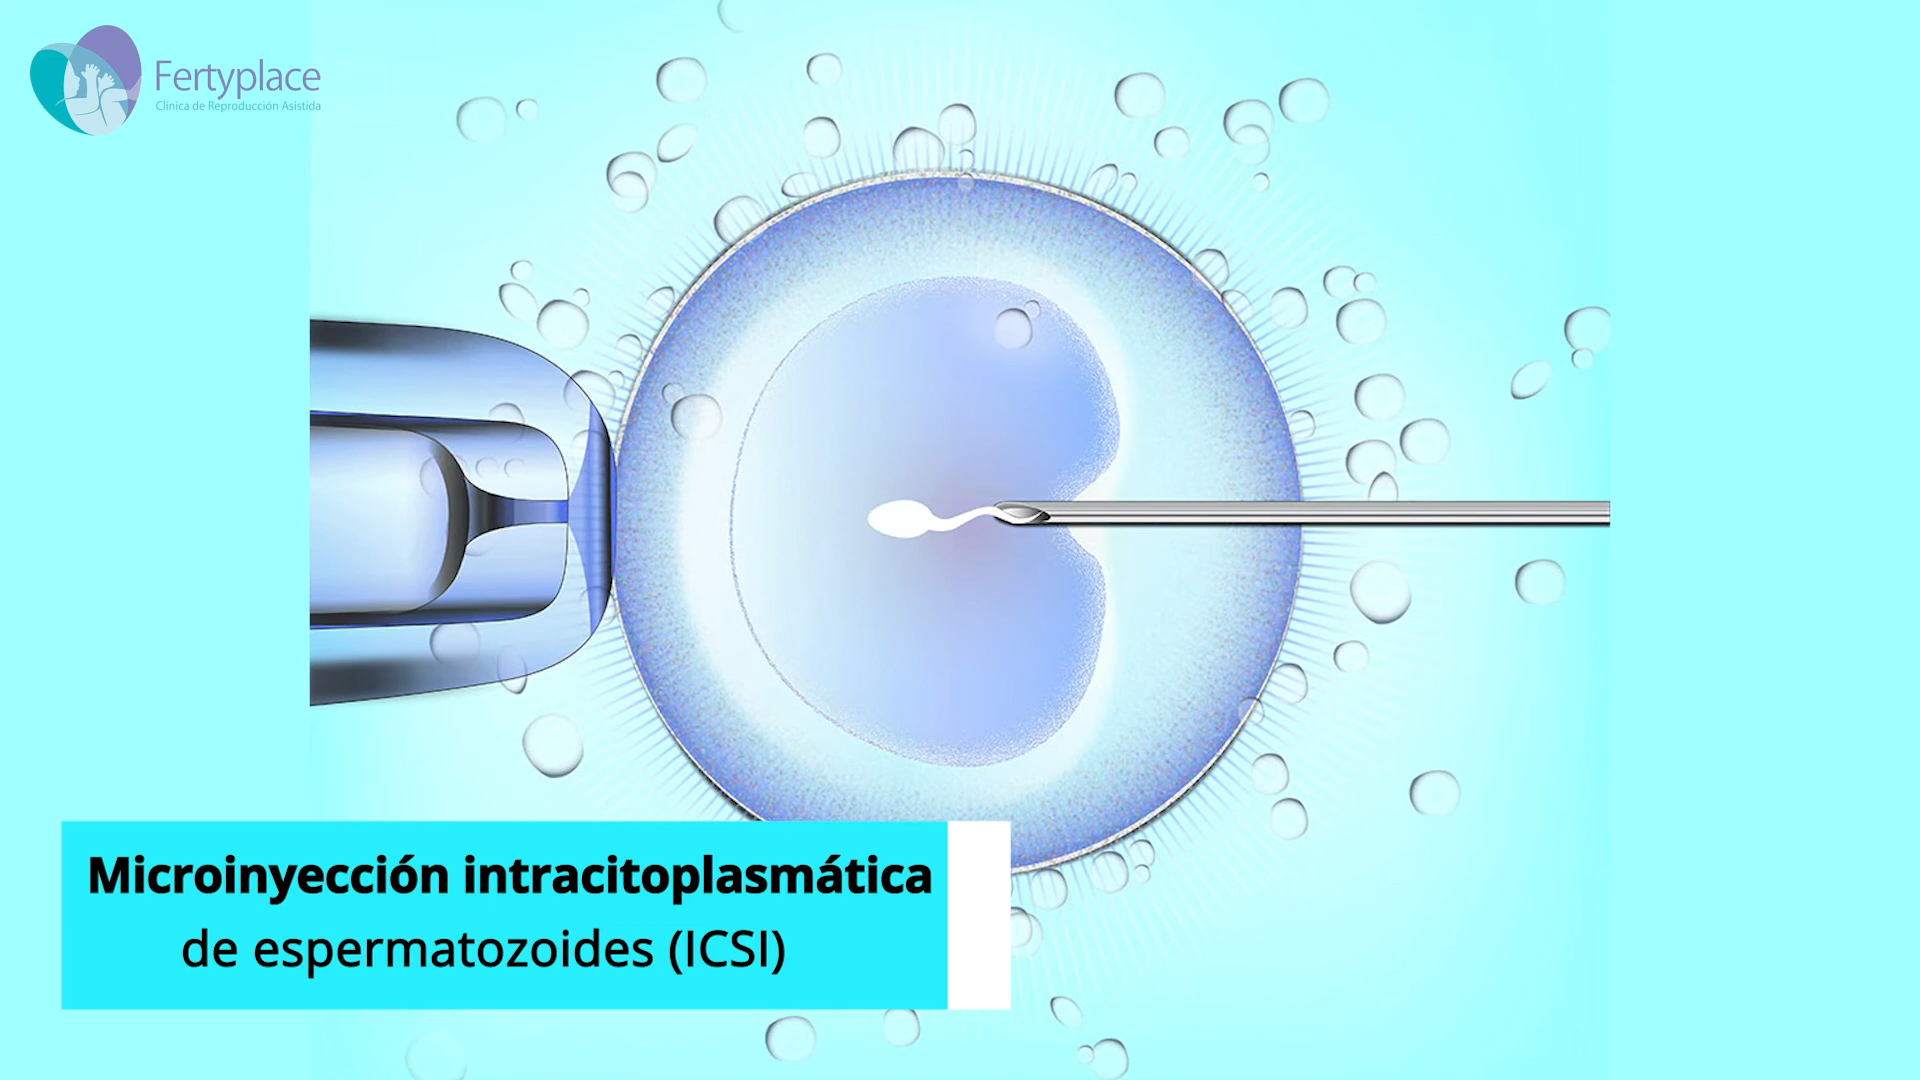 Fertyplace
Clínica de Reproducción Asistida
Microinyección intracitoplasmática
de espermatozoides (ICSI)